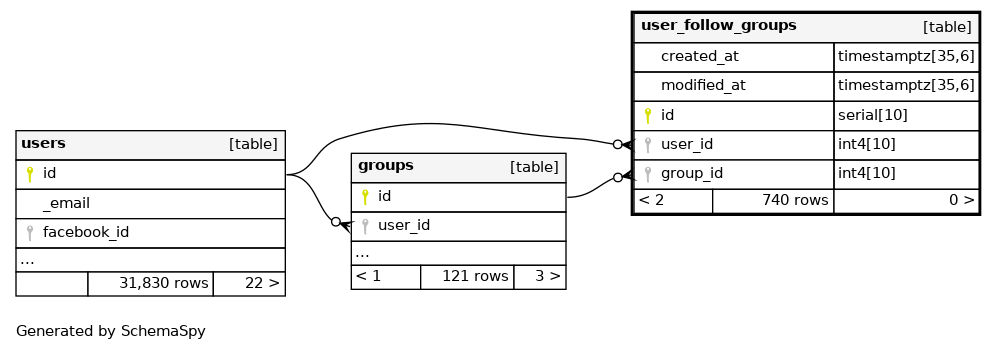 users [table]
id
_email
facebook_id
...
31,830 rows 22 >
groups [table]
id
user_id
...
< 1 121 rows 3 >
user_follow_groups [table]
created_at timestamptz[35,6]
modified_at timestamptz[35,6]
id serial[10]
user_id int4[10]
group_id int4[10]
< 2 740 rows 0 >
Generated by SchemaSpy